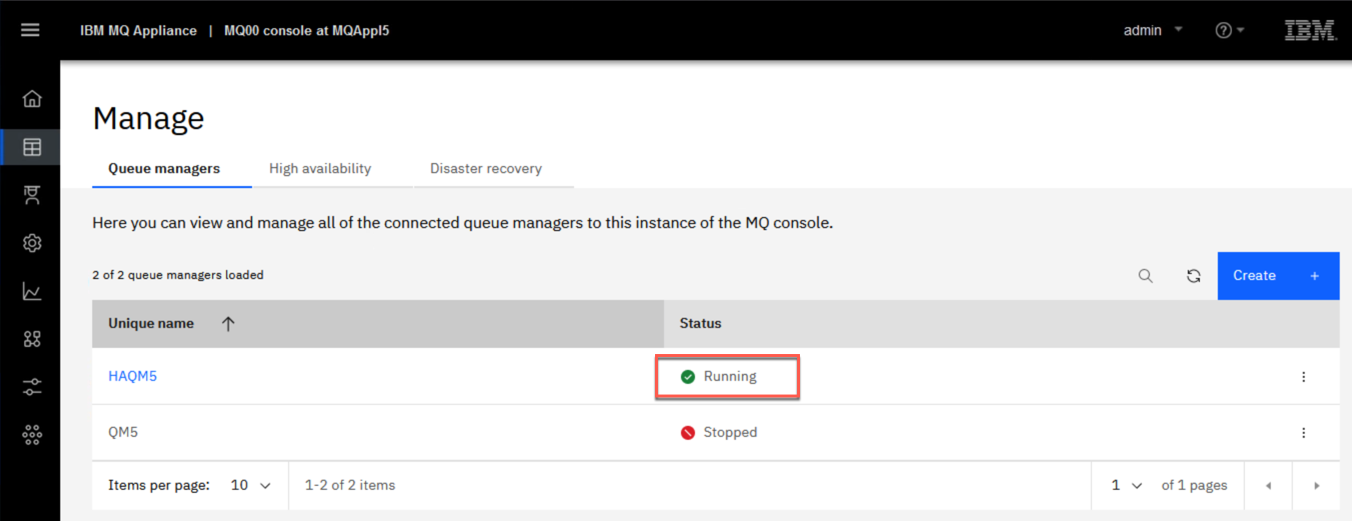 IBM MQ Appliance | MQ00 console at MQAppl5 admin IBM
Manage
Queue managers High availability Disaster recovery
Here you can view and manage all of the connected queue managers to this instance of the MQ console.
2 of 2 queue managers loaded Create +
Unique name Status
HAQM5 Running
QM5 Stopped
Items per page: 10 1-2 of 2 items 1 of 1 pages